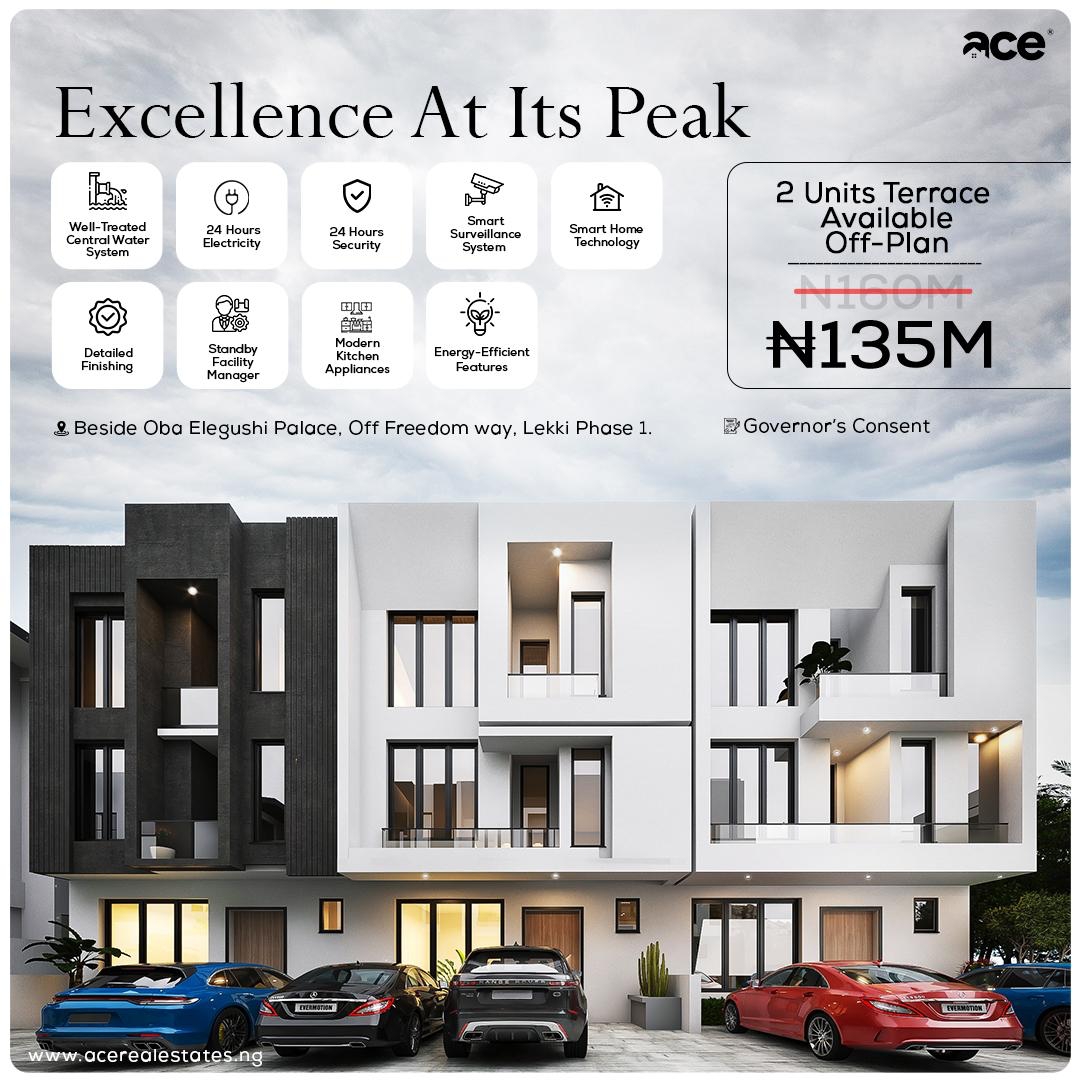 ace®
Excellence At Its Peak
Well-Treated
Central Water
System
24 Hours
Electricity
24 Hours
Security
Smart
Surveillance
System
Smart Home
Technology
Detailed
Finishing
Standby
Facility
Manager
Modern
Kitchen
Appliances
Energy-Efficient
Features
2 Units Terrace
Available
Off-Plan
N160M
₦135M
Beside Oba Elegushi Palace, Off Freedom way, Lekki Phase 1.
Governor's Consent
EVERMOTION
RANGE ROVER
EVERMOTION
www.acerealestates.ng